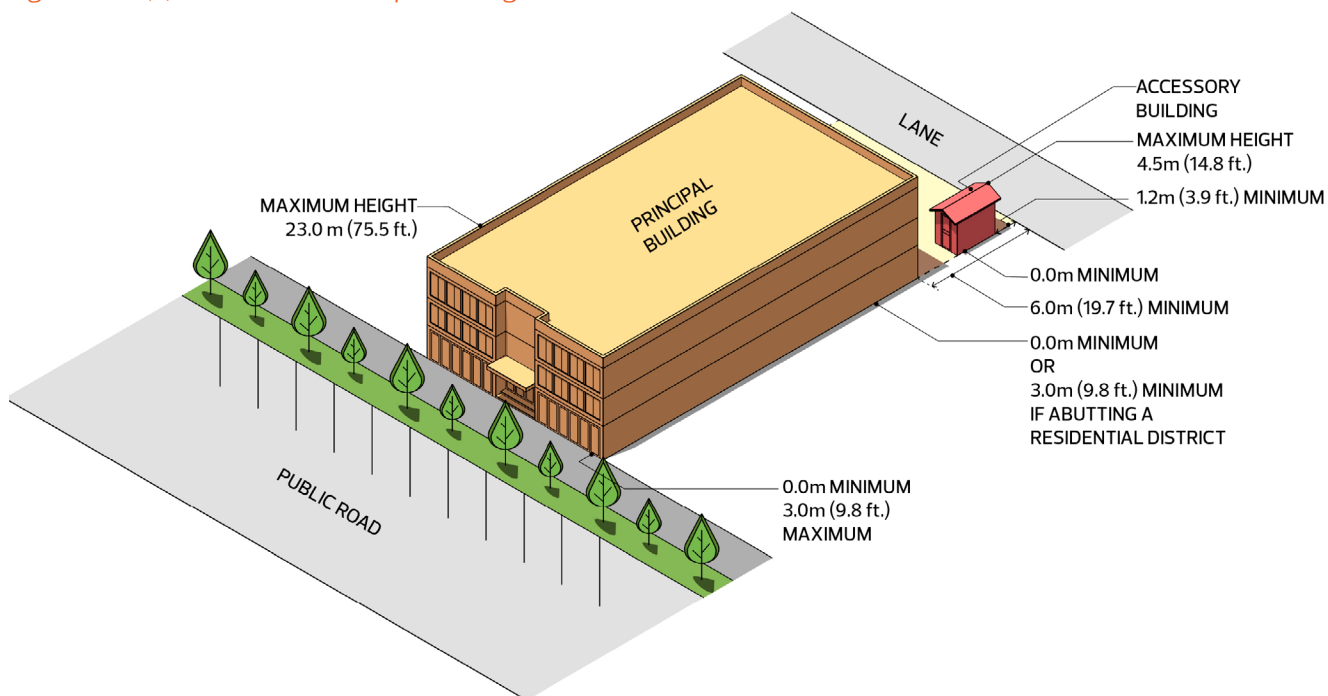 ACCESSORY
BUILDING
LANE
MAXIMUM HEIGHT
4.5m (14.8 ft.)
1.2m (3.9 ft.) MINIMUM
MAXIMUM HEIGHT
23.0 m (75.5 ft.)
PRINCIPAL
BUILDING
0.0m MINIMUM
6.0m (19.7 ft.) MINIMUM
0.0m MINIMUM
OR
3.0m (9.8 ft.) MINIMUM
IF ABUTTING A
RESIDENTIAL DISTRICT
PUBLIC ROAD
0.0m MINIMUM
3.0m (9.8 ft.)
MAXIMUM